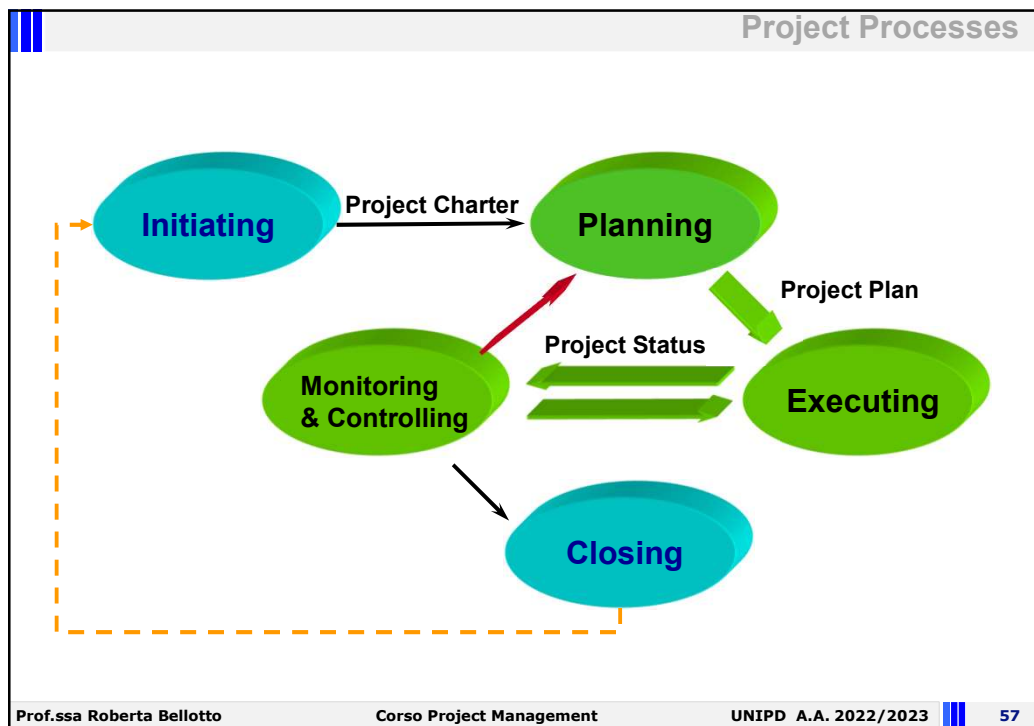 Project Processes
Initiating
Project Charter
Planning
Project Plan
Project Status
Monitoring
& Controlling
Executing
Closing
Prof.ssa Roberta Bellotto Corso Project Management UNIPD A.A. 2022/2023 57